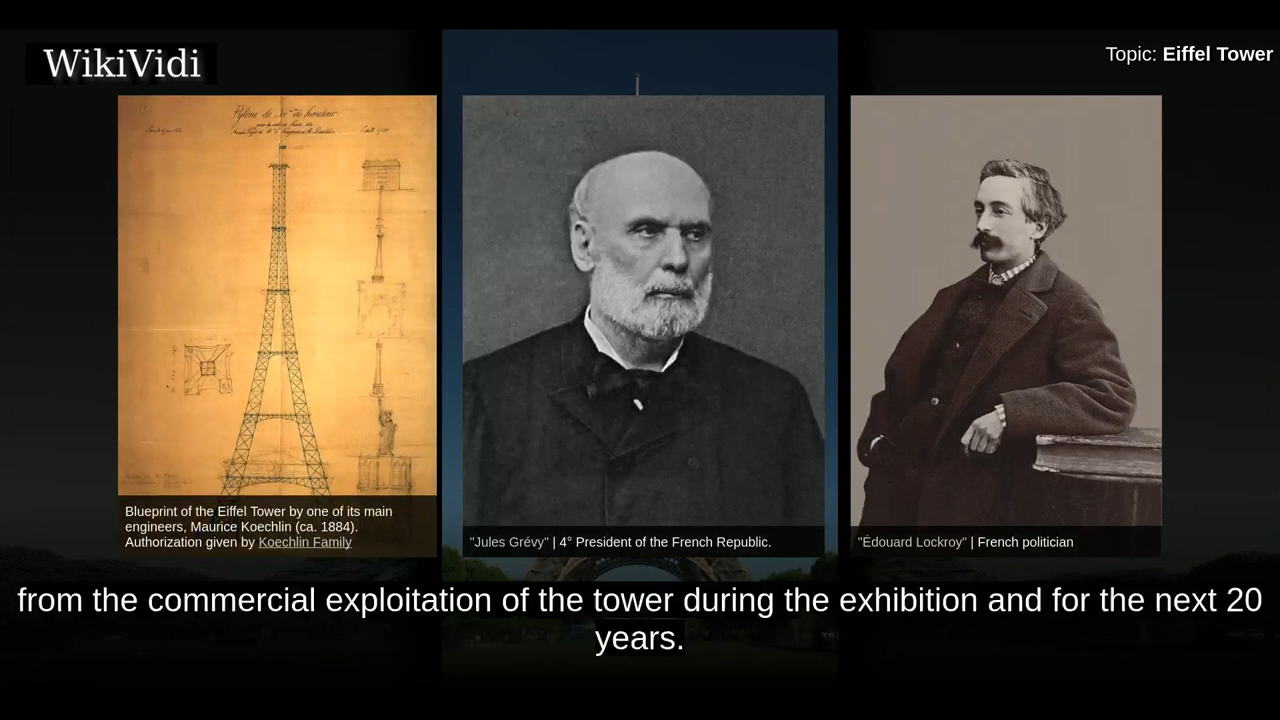 WikiVidi
Topic: Eiffel Tower
Blueprint of the Eiffel Tower by one of its main
engineers, Maurice Koechlin (ca. 1884).
Authorization given by Koechlin Family
"Jules Grévy" | 4° President of the French Republic.
"Édouard Lockroy" | French politician
from the commercial exploitation of the tower during the exhibition and for the next 20
years.